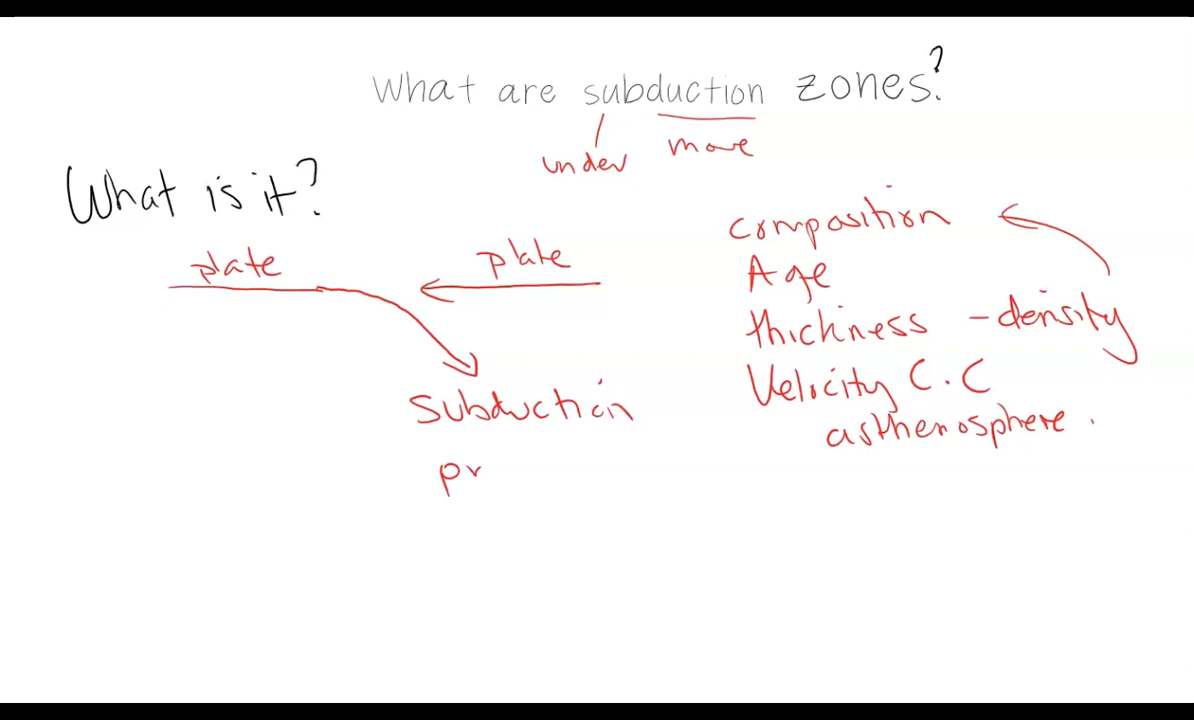 What are subduction zones?
under move
What is it?
plate plate
composition
Age
thickness - density
Velocity C.C
asthenosphere.
Subduction
pr